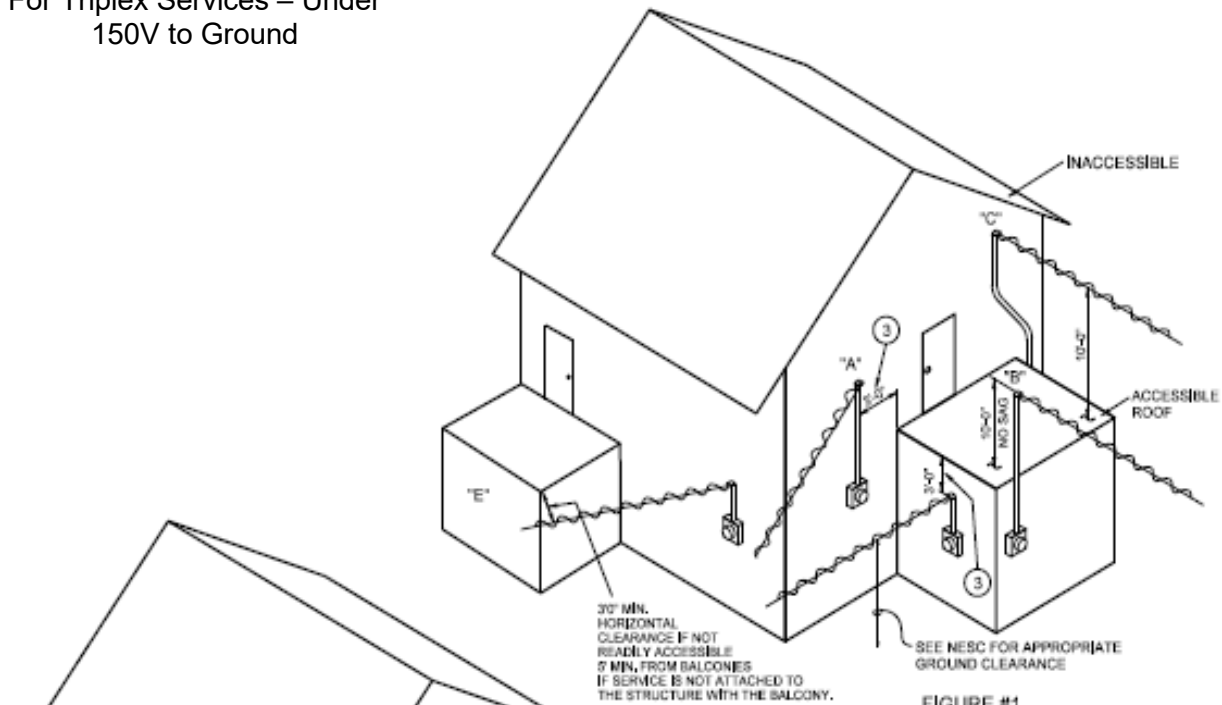 For Triplex Services – Under
150V to Ground
INACCESSIBLE
"C"
3
"A"
10'-0"
"B"
ACCESSIBLE
ROOF
10'-0"
NO SAG
3'-0"
"E"
3
3'0" MIN.
HORIZONTAL
CLEARANCE IF NOT
READILY ACCESSIBLE
5' MIN. FROM BALCONIES
IF SERVICE IS NOT ATTACHED TO
THE STRUCTURE WITH THE BALCONY.
SEE NESC FOR APPROPRIATE
GROUND CLEARANCE
FIGURE #1